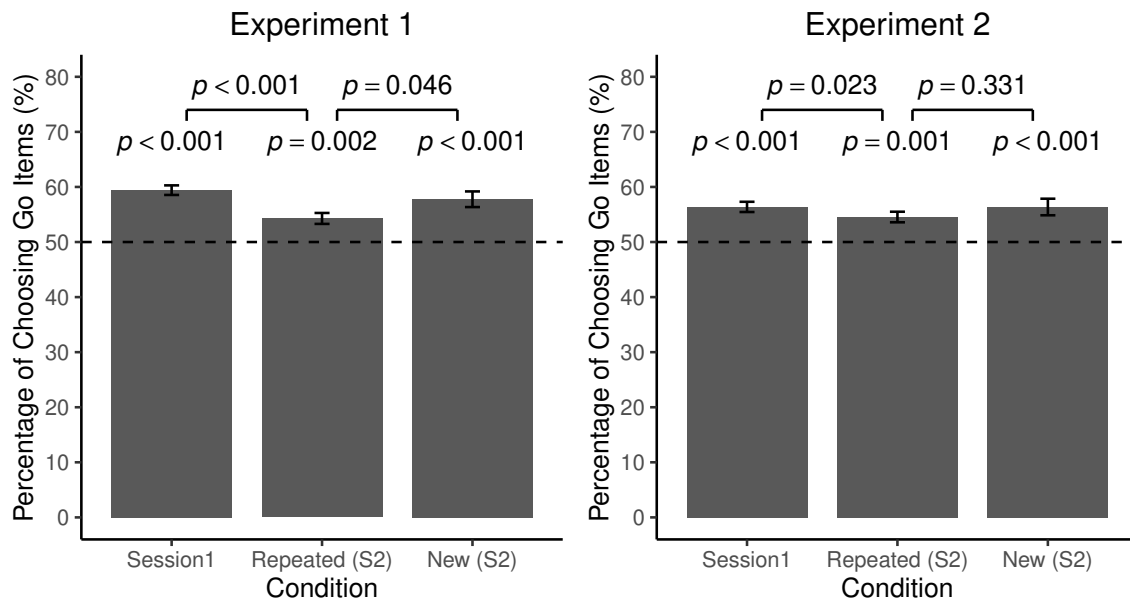 Experiment 1
Percentage of Choosing Go Items (%)
80
70
60
50
40
30
20
10
0
p < 0.001
p = 0.046
p < 0.001
p = 0.002
p < 0.001
Session1
Repeated (S2)
New (S2)
Condition
Experiment 2
Percentage of Choosing Go Items (%)
80
70
60
50
40
30
20
10
0
p = 0.023
p = 0.331
p < 0.001
p = 0.001
p < 0.001
Session1
Repeated (S2)
New (S2)
Condition